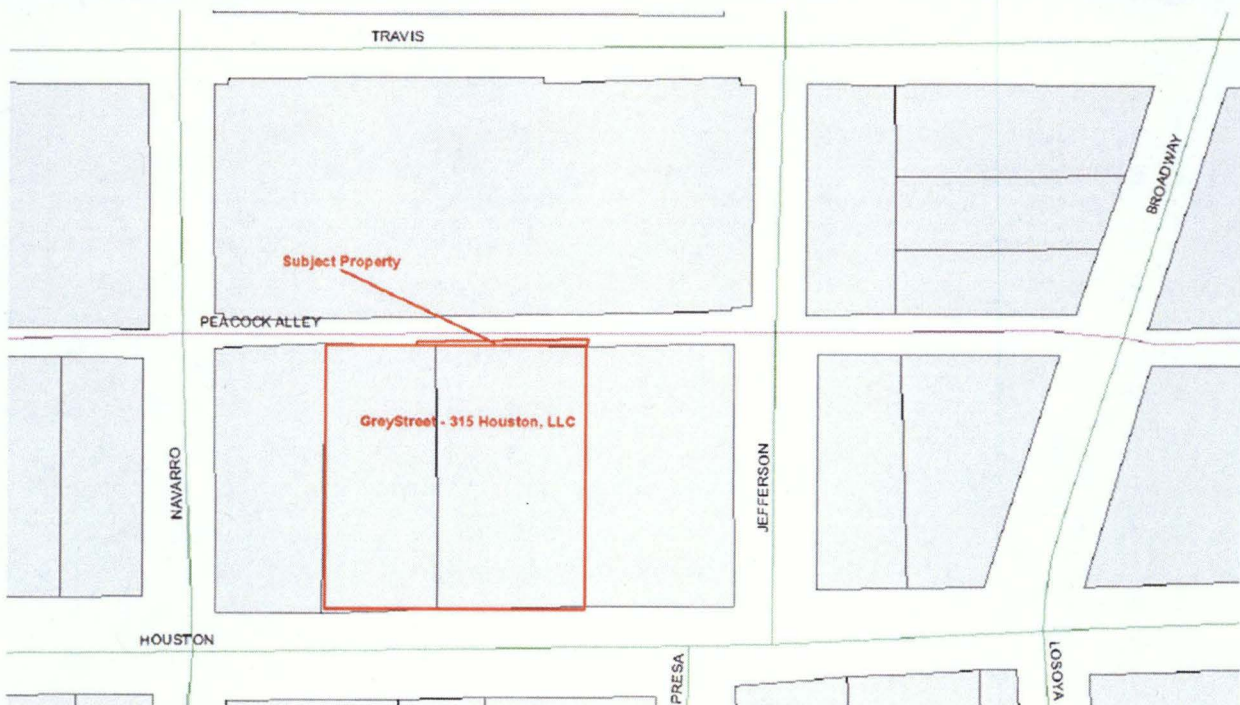 TRAVIS
BROADWAY
Subject Property
PEACOCK ALLEY
GreyStreet - 315 Houston, LLC
NAVARRO
JEFFERSON
HOUSTON
PRESA
LOSOYA